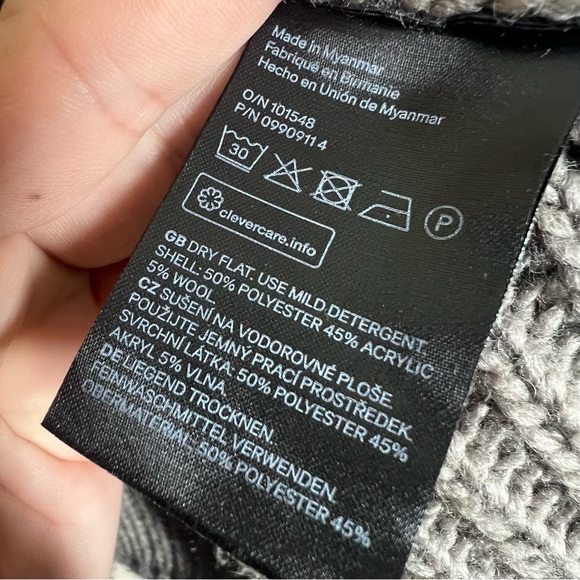 Made in Myanmar
Fabriqué en Birmanie
Hecho en Unión de Myanmar
O/N 101548
P/N 09909114
30
P
clevercare.info
GB DRY FLAT. USE MILD DETERGENT.
SHELL: 50% POLYESTER 45% ACRYLIC
5% WOOL
CZ SUŠENÍ NA VODOROVNÉ PLOŠE
POUŽIJTE JEMNÝ PRACÍ PROSTŘEDEK.
SVRCHNÍ LÁTKA: 50% POLYESTER 45%
AKRYL 5% VLNA
DE LIEGEND TROCKNEN.
FEINWASCHMITTEL VERWENDEN.
OBERMATERIAL: 50% POLYESTER 45%